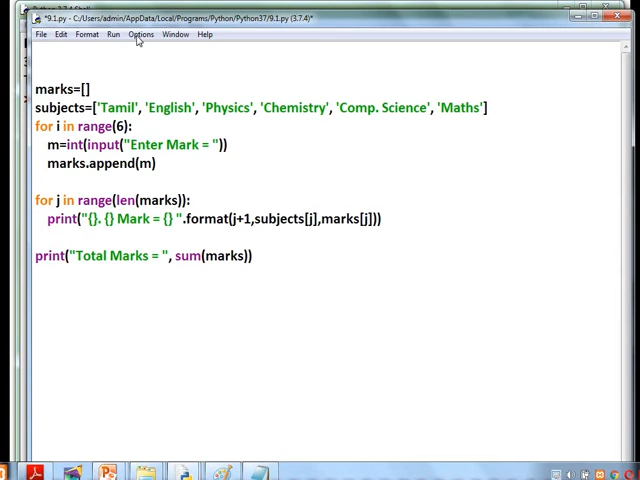 *9.1.py - C:/Users/admin/AppData/Local/Programs/Python/Python37/9.1.py (3.7.4)*
File Edit Format Run Options Window Help
marks=[]
subjects=['Tamil', 'English', 'Physics', 'Chemistry', 'Comp. Science', 'Maths']
for i in range(6):
m=int(input("Enter Mark = "))
marks.append(m)
for j in range(len(marks)):
print("{}. {} Mark = {} ".format(j+1,subjects[j],marks[j]))
print("Total Marks = ", sum(marks))